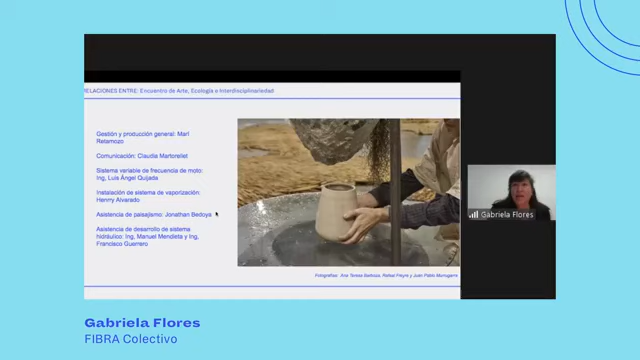 RELACIONES ENTRE: Encuentro de Arte, Ecología e Interdisciplinariedad
Gestión y producción general: Mari
Retamozo
Comunicación: Claudia Martorellet
Sistema variable de frecuencia de moto:
Ing, Luis Ángel Quijada
Instalación de sistema de vaporización:
Henrry Alvarado
Asistencia de paisajismo: Jonathan Bedoya
Asistencia de desarrollo de sistema
hidráulico: Ing, Manuel Mendieta y Ing,
Francisco Guerrero
Fotografías: Ana Teresa Barboza, Rafael Freyre y Juan Pablo Murrugarra
Gabriela Flores
Gabriela Flores
FIBRA Colectivo